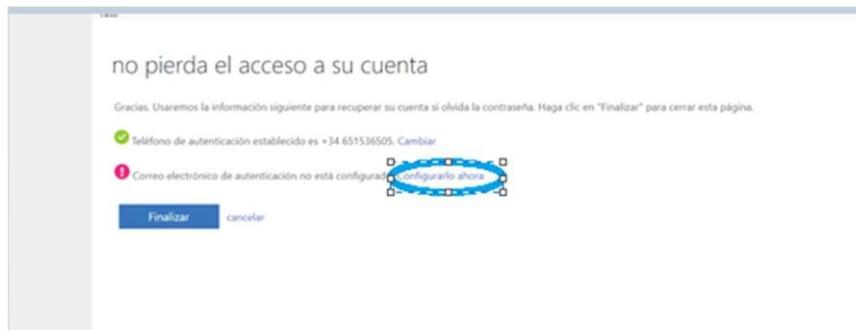 no pierda el acceso a su cuenta
Gracias. Usaremos la información siguiente para recuperar su cuenta si olvida la contraseña. Haga clic en "Finalizar" para cerrar esta página.
Teléfono de autenticación establecido es +34 651536505. Cambiar
Correo electrónico de autenticación no está configurado Configurarlo ahora
Finalizar cancelar